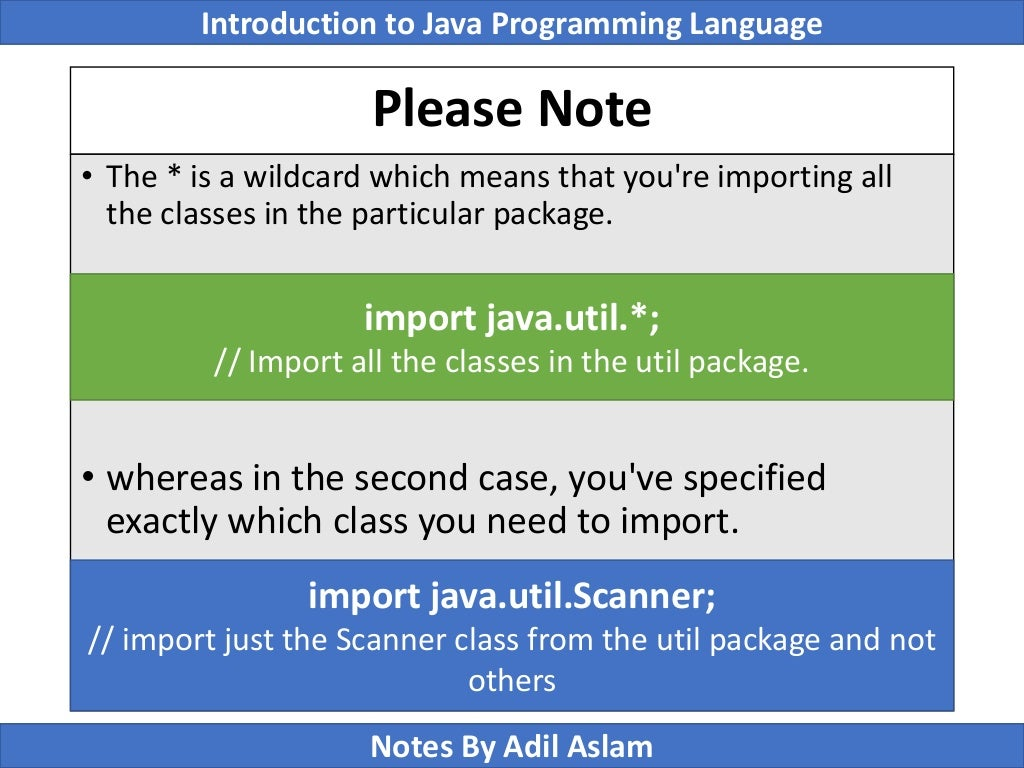 Introduction to Java Programming Language
Please Note
• The * is a wildcard which means that you're importing all
the classes in the particular package.
import java.util.*;
// Import all the classes in the util package.
• whereas in the second case, you've specified
exactly which class you need to import.
import java.util.Scanner;
// import just the Scanner class from the util package and not
others
Notes By Adil Aslam